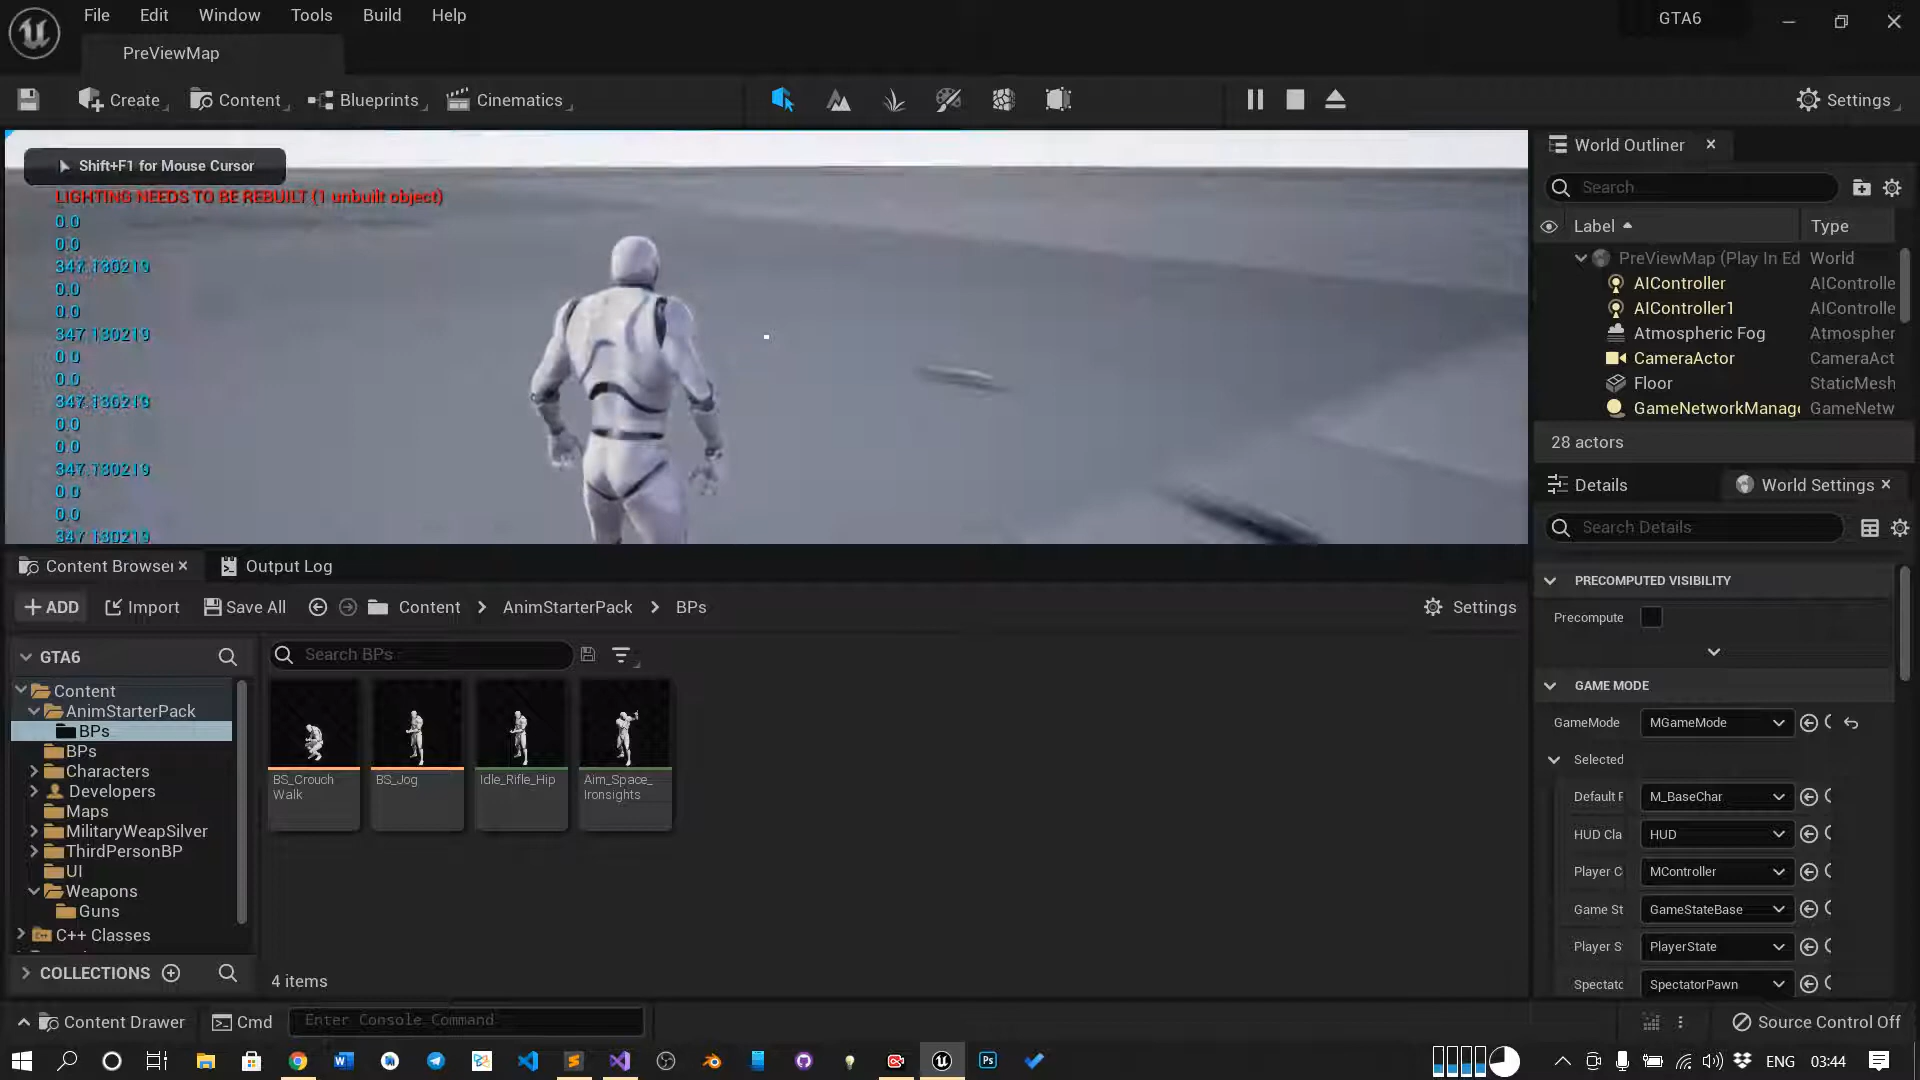 File Edit Window Tools Build Help
GTA6
PreViewMap
Create
Content
Blueprints
Cinematics
Settings
Shift+F1 for Mouse Cursor
LIGHTING NEEDS TO BE REBUILT (1 unbuilt object)
0.0
0.0
347.130219
0.0
0.0
347.130219
0.0
0.0
347.130219
0.0
0.0
347.130219
0.0
0.0
347.130219
World Outliner
Search...
Label Type
PreViewMap (Play In Ed World
AIController AIControlle
AIController1 AIControlle
Atmospheric Fog Atmospher
CameraActor CameraAct
Floor StaticMesh
GameNetworkManage GameNetw
28 actors
Details
World Settings
Search Details
PRECOMPUTED VISIBILITY
Precompute
GAME MODE
GameMode MGameMode
Selected
Default P M_BaseChar
HUD Cla HUD
Player C MController
Game St GameStateBase
Player S PlayerState
Spectato SpectatorPawn
Content Browser
Output Log
ADD Import Save All Content AnimStarterPack BPs Settings
GTA6
Search BPs
Content
AnimStarterPack
BPs
BPs
Characters
Developers
Maps
MilitaryWeapSilver
ThirdPersonBP
UI
Weapons
Guns
C++ Classes
COLLECTIONS
BS_Crouch
Walk
BS_Jog
Idle_Rifle_Hip
Aim_Space_
Ironsights
4 items
Content Drawer
Cmd
Enter Console Command
Source Control Off
ENG 03:44